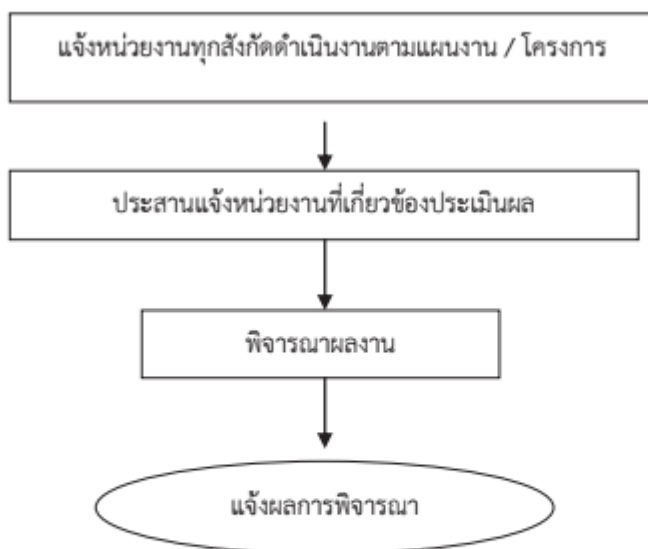 แจ้งหน่วยงานทุกสังกัดดำเนินงานตามแผนงาน / โครงการ
ประสานแจ้งหน่วยงานที่เกี่ยวข้องประเมินผล
พิจารณาผลงาน
แจ้งผลการพิจารณา